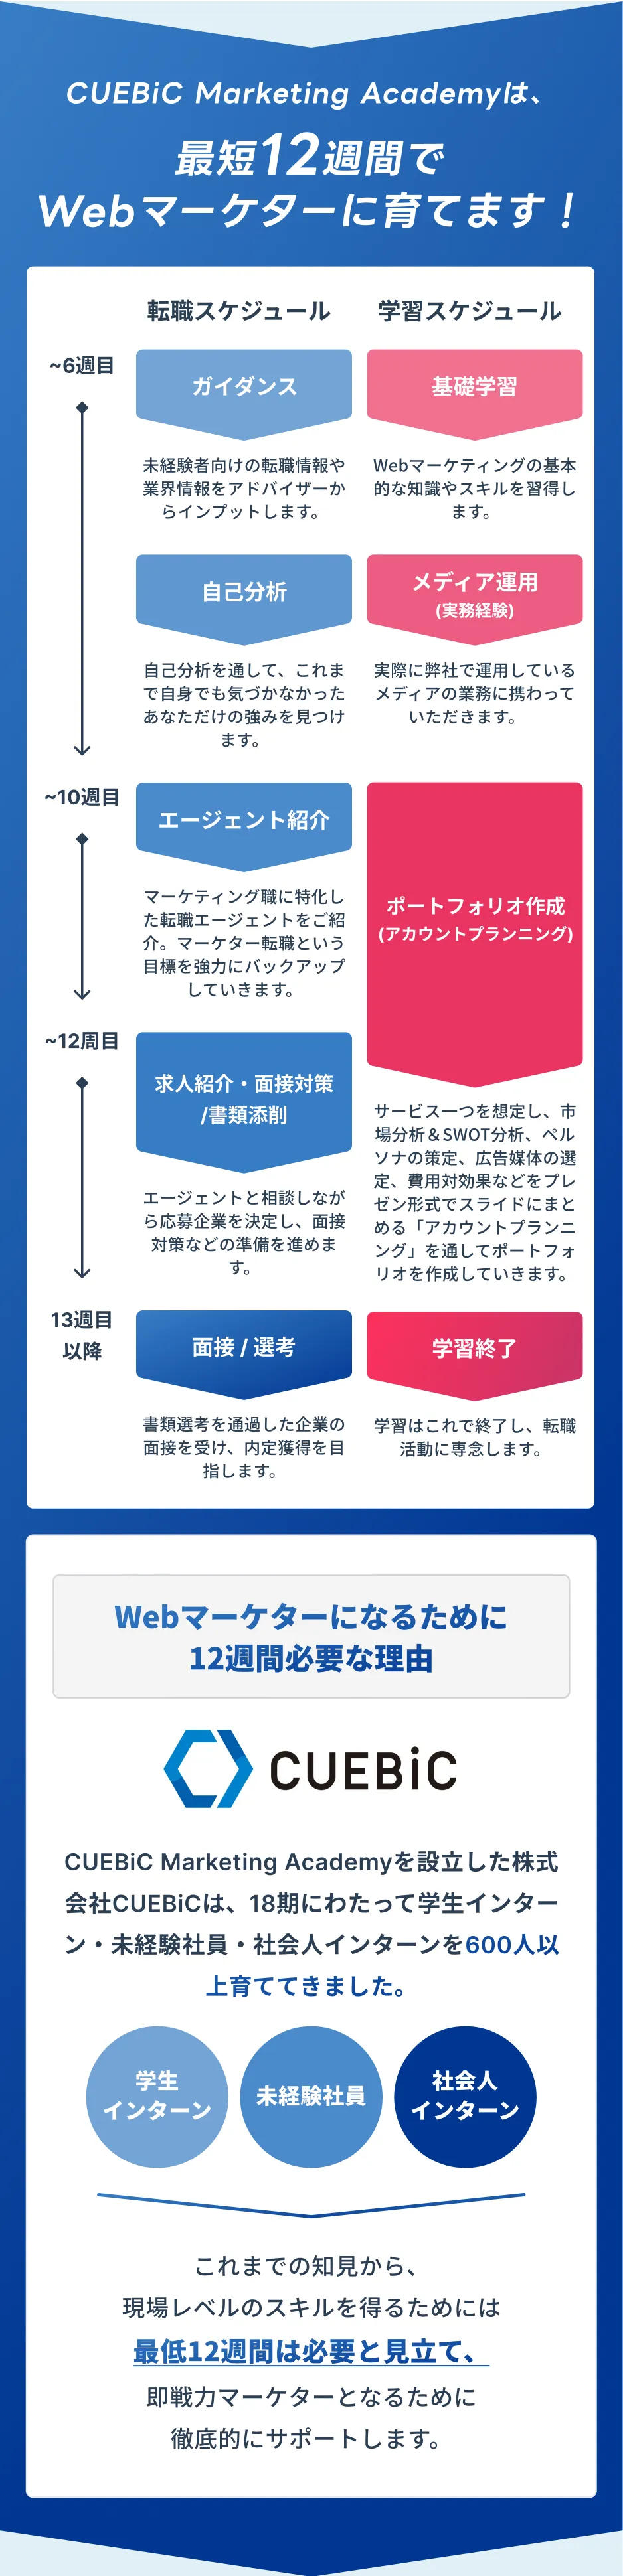 CUEBiC Marketing Academyは、
最短12週間で
Webマーケターに育てます！
転職スケジュール
学習スケジュール
~6週目
ガイダンス
未経験者向けの転職情報や
業界情報をアドバイザーか
らインプットします。
基礎学習
Webマーケティングの基本
的な知識やスキルを習得し
ます。
自己分析
自己分析を通して、これま
で自身でも気づかなかった
あなただけの強みを見つけ
ます。
メディア運用
(実務経験)
実際に弊社で運用している
メディアの業務に携わって
いただきます。
~10週目
エージェント紹介
マーケティング職に特化し
た転職エージェントをご紹
介。マーケター転職という
目標を強力にバックアップ
していきます。
ポートフォリオ作成
(アカウントプランニング)
~12周目
求人紹介・面接対策
/書類添削
エージェントと相談しなが
ら応募企業を決定し、面接
対策などの準備を進めま
す。
サービス一つを想定し、市
場分析＆SWOT分析、ペル
ソナの策定、広告媒体の選
定、費用対効果などをプレ
ゼン形式でスライドにまと
める「アカウントプランニ
ング」を通してポートフォ
リオを作成していきます。
13週目
以降
面接 / 選考
書類選考を通過した企業の
面接を受け、内定獲得を目
指します。
学習終了
学習はこれで終了し、転職
活動に専念します。
Webマーケターになるために
12週間必要な理由
CUEBiC
CUEBiC Marketing Academyを設立した株式
会社CUEBiCは、18期にわたって学生インター
ン・未経験社員・社会人インターンを600人以
上育ててきました。
学生
インターン
未経験社員
社会人
インターン
これまでの知見から、
現場レベルのスキルを得るためには
最低12週間は必要と見立て、
即戦力マーケターとなるために
徹底的にサポートします。